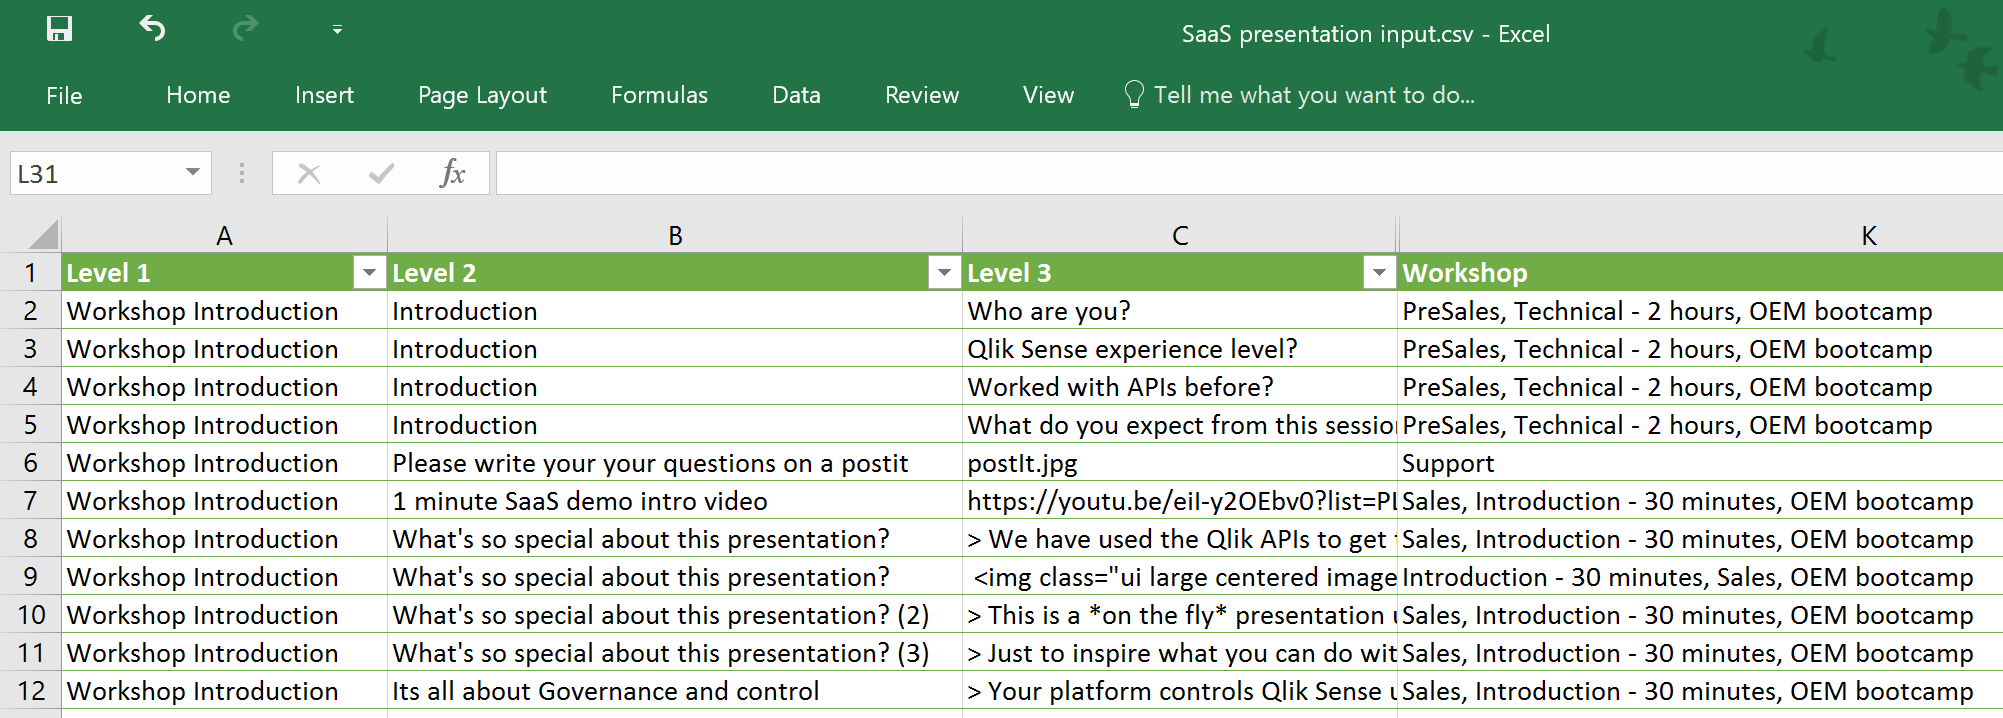 SaaS presentation input.csv - Excel
File Home Insert Page Layout Formulas Data Review View Tell me what you want to do...
L31 fx
A B C K
1 Level 1 Level 2 Level 3 Workshop
2 Workshop Introduction Introduction Who are you? PreSales, Technical - 2 hours, OEM bootcamp
3 Workshop Introduction Introduction Qlik Sense experience level? PreSales, Technical - 2 hours, OEM bootcamp
4 Workshop Introduction Introduction Worked with APIs before? PreSales, Technical - 2 hours, OEM bootcamp
5 Workshop Introduction Introduction What do you expect from this sessio PreSales, Technical - 2 hours, OEM bootcamp
6 Workshop Introduction Please write your your questions on a postit postIt.jpg Support
7 Workshop Introduction 1 minute SaaS demo intro video https://youtu.be/eiI-y2OEbv0?list=PL Sales, Introduction - 30 minutes, OEM bootcamp
8 Workshop Introduction What's so special about this presentation? > We have used the Qlik APIs to get Sales, Introduction - 30 minutes, OEM bootcamp
9 Workshop Introduction What's so special about this presentation? <img class="ui large centered image Introduction - 30 minutes, Sales, OEM bootcamp
10 Workshop Introduction What's so special about this presentation? (2) > This is a *on the fly* presentation Sales, Introduction - 30 minutes, OEM bootcamp
11 Workshop Introduction What's so special about this presentation? (3) > Just to inspire what you can do wit Sales, Introduction - 30 minutes, OEM bootcamp
12 Workshop Introduction Its all about Governance and control > Your platform controls Qlik Sense Sales, Introduction - 30 minutes, OEM bootcamp